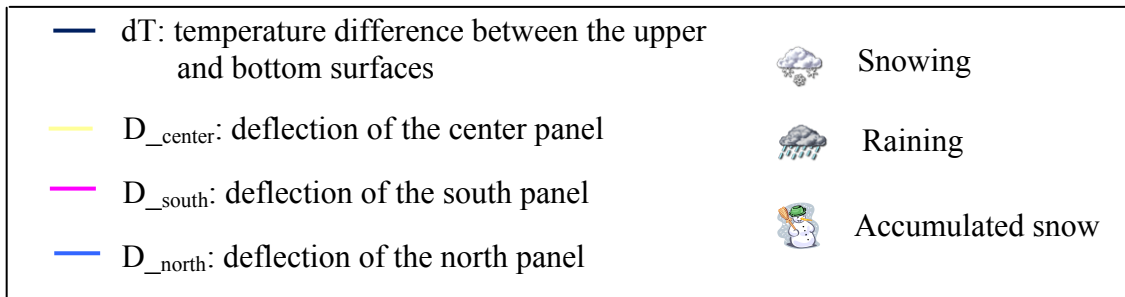 dT: temperature difference between the upper
and bottom surfaces
D_center: deflection of the center panel
D_south: deflection of the south panel
D_north: deflection of the north panel
Snowing
Raining
Accumulated snow